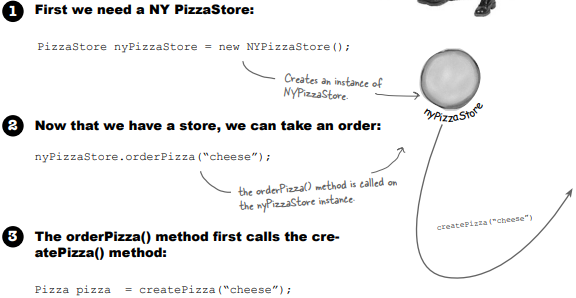 1 First we need a NY PizzaStore:
PizzaStore nyPizzaStore = new NYPizzaStore();
Creates an instance of
NYPizzaStore.
nyPizzaStore
2 Now that we have a store, we can take an order:
nyPizzaStore.orderPizza(“cheese”);
the orderPizza() method is called on
the nyPizzaStore instance.
createPizza(“cheese”)
3 The orderPizza() method first calls the cre-
atePizza() method:
Pizza pizza = createPizza(“cheese”);